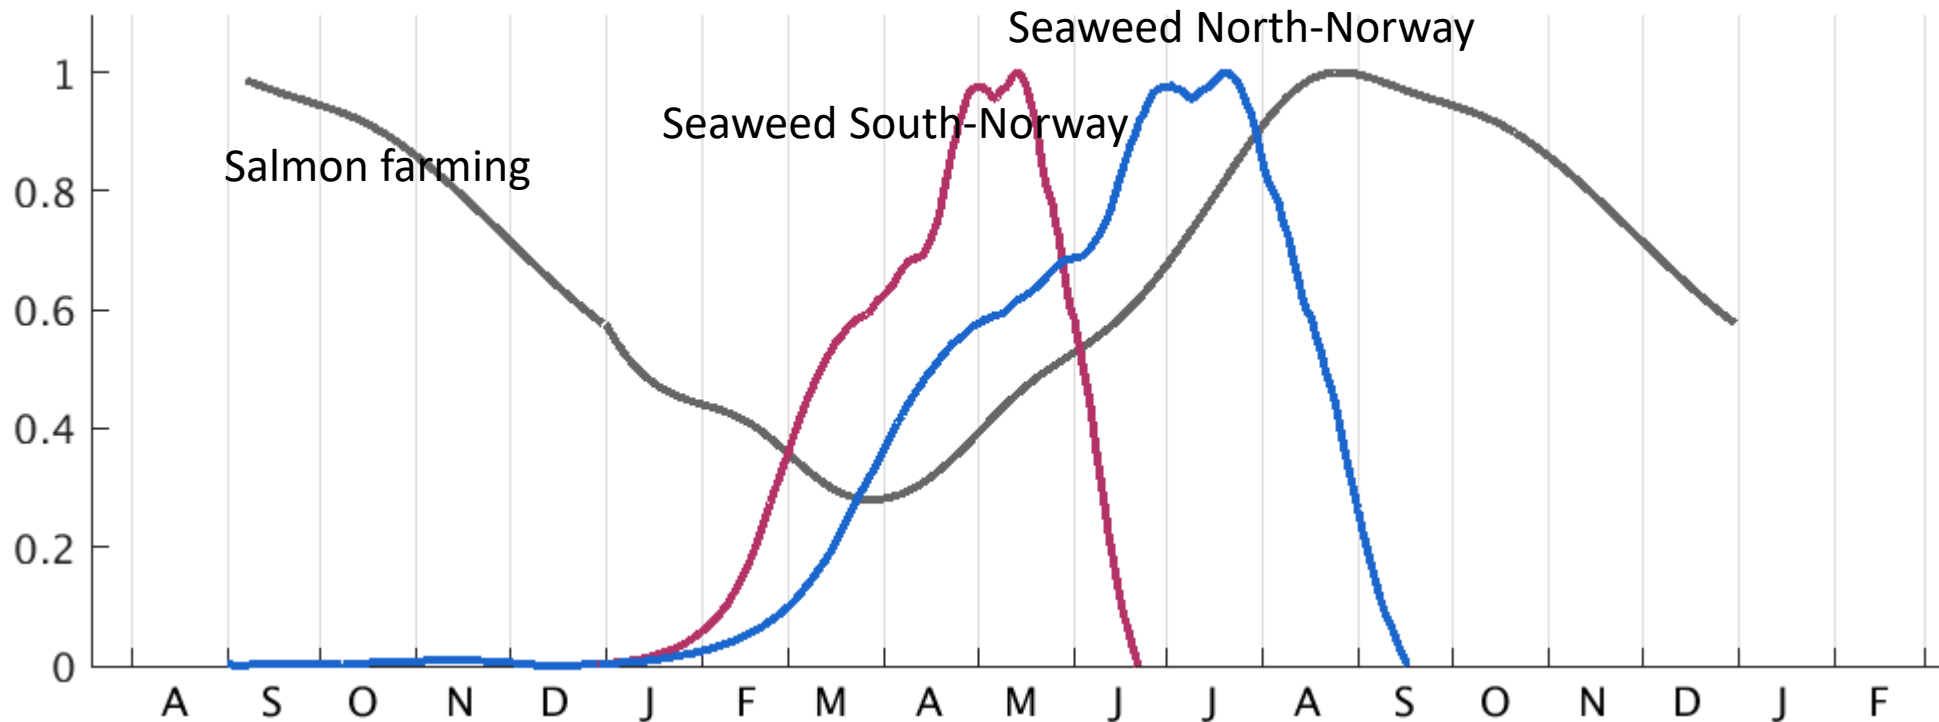 Seaweed North-Norway
1
Seaweed South-Norway
Salmon farming
0.8
0.6
0.4
0.2
0
A S O N D J F M A M J J A S O N D J F